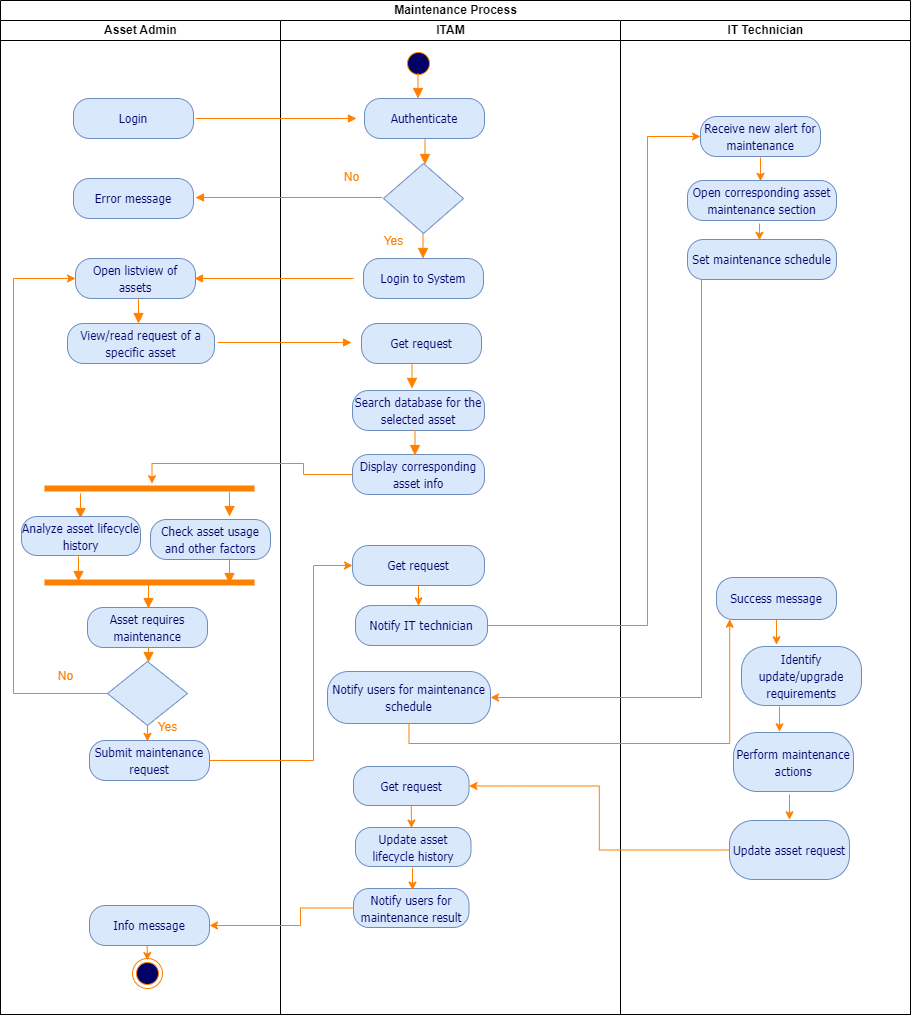 Maintenance Process
Asset Admin
ITAM
IT Technician
Login
Authenticate
Receive new alert for
maintenance
No
Error message
Open corresponding asset
maintenance section
Yes
Open listview of
assets
Login to System
Set maintenance schedule
View/read request of a
specific asset
Get request
Search database for the
selected asset
Display corresponding
asset info
Analyze asset lifecycle
history
Check asset usage
and other factors
Get request
Success message
Asset requires
maintenance
Notify IT technician
Identify
update/upgrade
requirements
No
Notify users for maintenance
schedule
Yes
Submit maintenance
request
Perform maintenance
actions
Get request
Update asset
lifecycle history
Update asset request
Notify users for
maintenance result
Info message